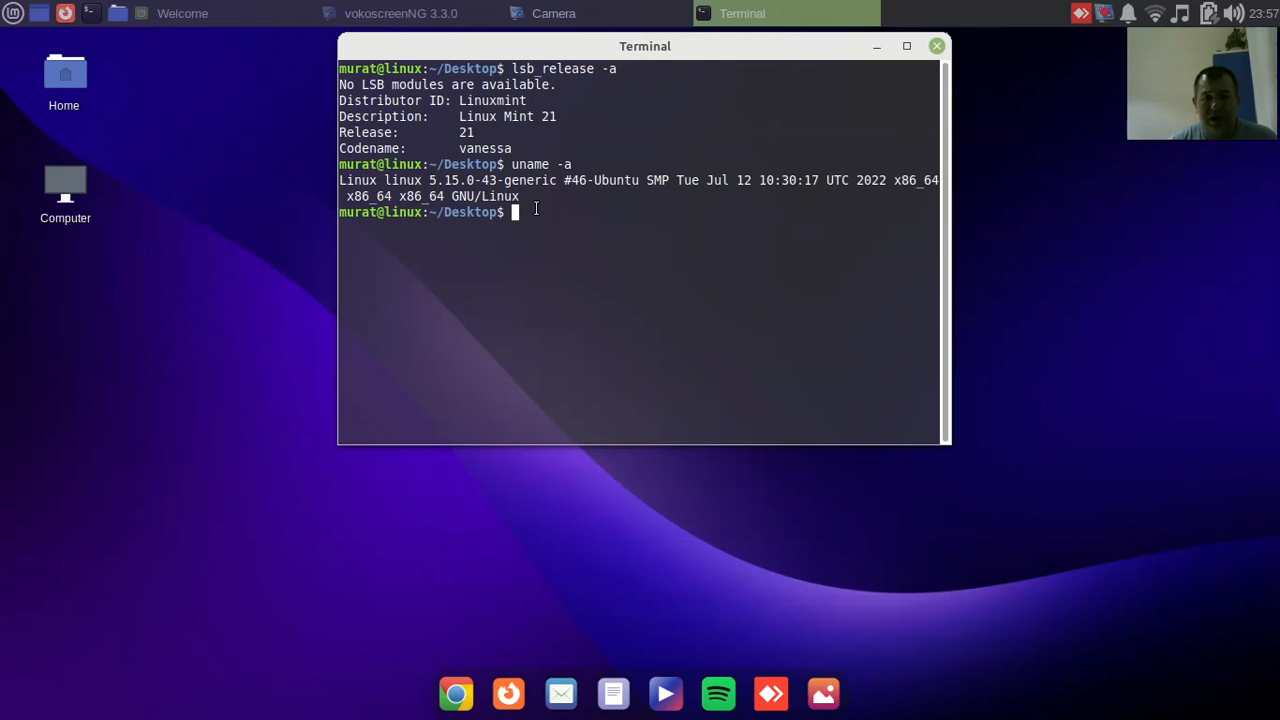 Welcome
vokoscreenNG 3.3.0
Camera
Terminal
23:57
Home
Computer
Terminal
murat@linux:~/Desktop$ lsb_release -a
No LSB modules are available.
Distributor ID: Linuxmint
Description:    Linux Mint 21
Release:        21
Codename:       vanessa
murat@linux:~/Desktop$ uname -a
Linux linux 5.15.0-43-generic #46-Ubuntu SMP Tue Jul 12 10:30:17 UTC 2022 x86_64
 x86_64 x86_64 GNU/Linux
murat@linux:~/Desktop$